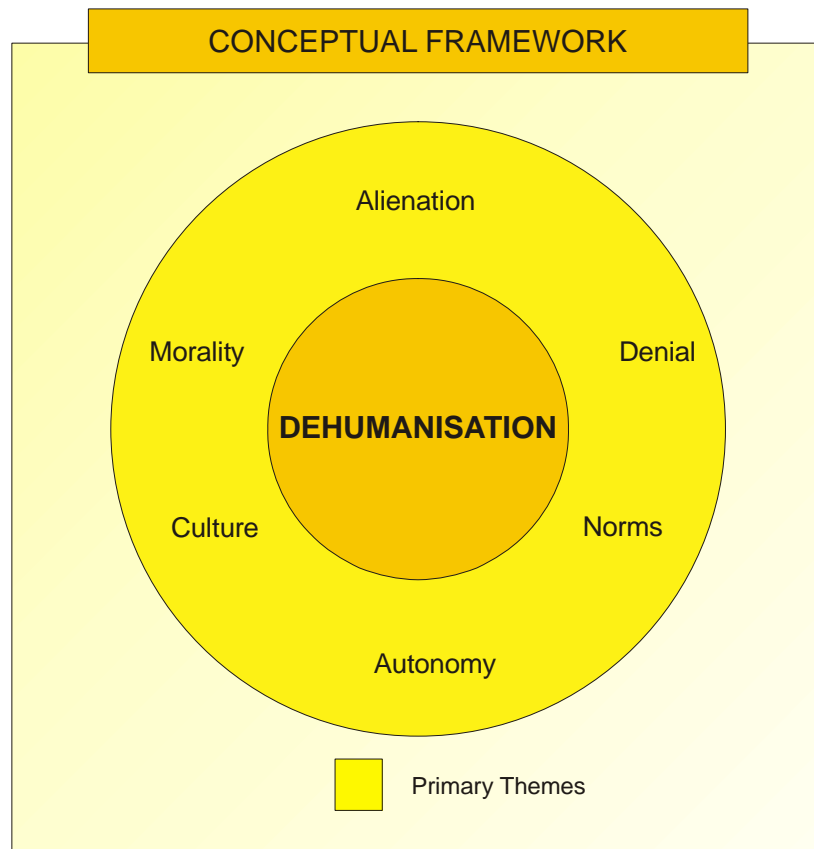 CONCEPTUAL FRAMEWORK
Alienation
Morality
Denial
DEHUMANISATION
Culture
Norms
Autonomy
Primary Themes